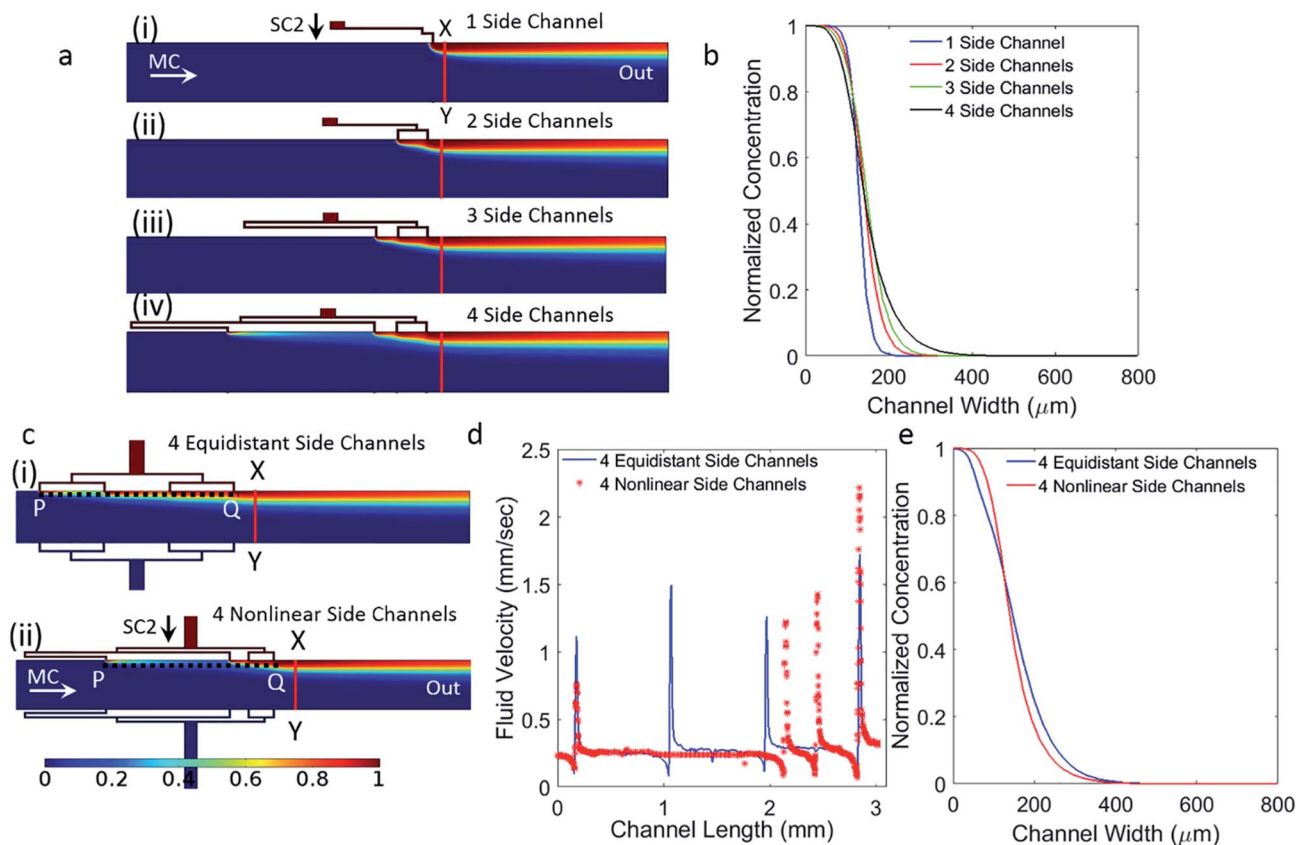 a
(i)
SC2
1 Side Channel
X
MC
Out
Y
(ii)
2 Side Channels
(iii)
3 Side Channels
(iv)
4 Side Channels
b
Normalized Concentration
1
0.8
0.6
0.4
0.2
0
1 Side Channel
2 Side Channels
3 Side Channels
4 Side Channels
0 200 400 600 800
Channel Width (μm)
c
4 Equidistant Side Channels
(i)
X
P
Q
Y
4 Nonlinear Side Channels
(ii)
SC2
X
MC
P
Q
Out
Y
0 0.2 0.4 0.6 0.8 1
d
Fluid Velocity (mm/sec)
2.5
2
1.5
1
0.5
0
4 Equidistant Side Channels
4 Nonlinear Side Channels
0 1 2 3
Channel Length (mm)
e
Normalized Concentration
1
0.8
0.6
0.4
0.2
0
4 Equidistant Side Channels
4 Nonlinear Side Channels
0 200 400 600 800
Channel Width (μm)